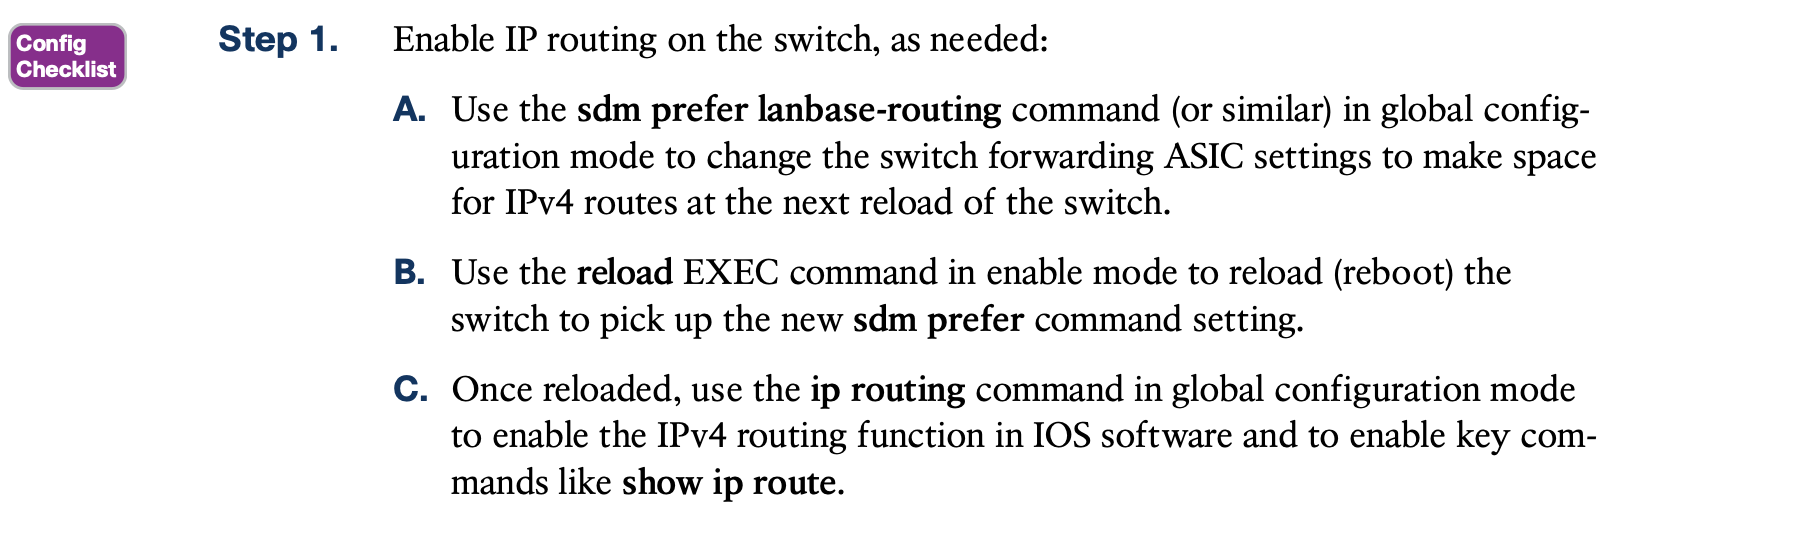 Config
Checklist
Step 1. Enable IP routing on the switch, as needed:
A. Use the sdm prefer lanbase-routing command (or similar) in global config-
uration mode to change the switch forwarding ASIC settings to make space
for IPv4 routes at the next reload of the switch.
B. Use the reload EXEC command in enable mode to reload (reboot) the
switch to pick up the new sdm prefer command setting.
C. Once reloaded, use the ip routing command in global configuration mode
to enable the IPv4 routing function in IOS software and to enable key com-
mands like show ip route.